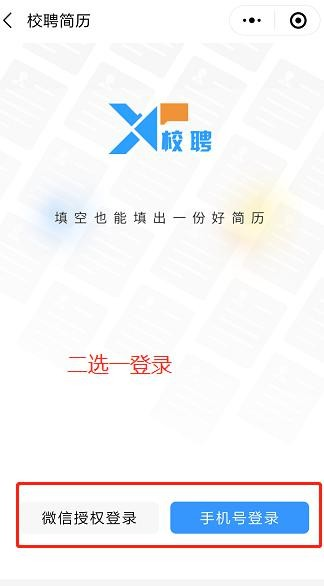 校聘简历
校聘
填空也能填出一份好简历
二选一登录
微信授权登录
手机号登录